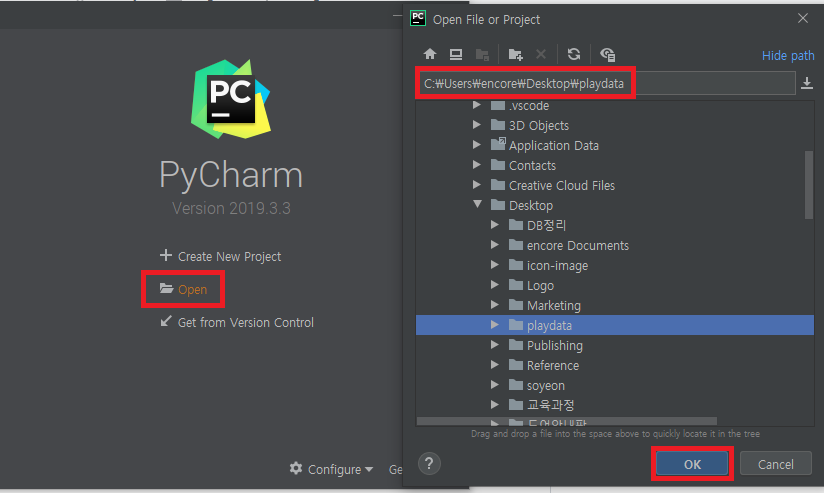 PC
PyCharm
Version 2019.3.3
Create New Project
Open
Get from Version Control
Configure
Ge
PC
Open File or Project
Hide path
C:₩Users₩encore₩Desktop₩playdata
.vscode
3D Objects
Application Data
Contacts
Creative Cloud Files
Desktop
DB정리
encore Documents
icon-image
Logo
Marketing
playdata
Publishing
Reference
soyeon
교육과정
Drag and drop a file into the space above to quickly locate it in the tree
?
OK
Cancel